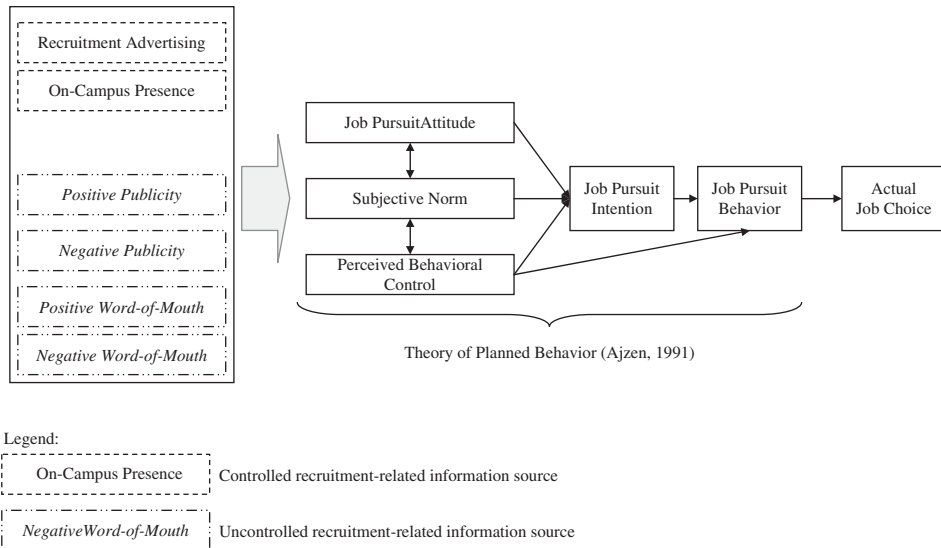 Recruitment Advertising
On-Campus Presence
Positive Publicity
Negative Publicity
Positive Word-of-Mouth
Negative Word-of-Mouth
Job PursuitAttitude
Subjective Norm
Perceived Behavioral
Control
Job Pursuit
Intention
Job Pursuit
Behavior
Actual
Job Choice
Theory of Planned Behavior (Ajzen, 1991)
Legend:
On-Campus Presence
Controlled recruitment-related information source
NegativeWord-of-Mouth
Uncontrolled recruitment-related information source